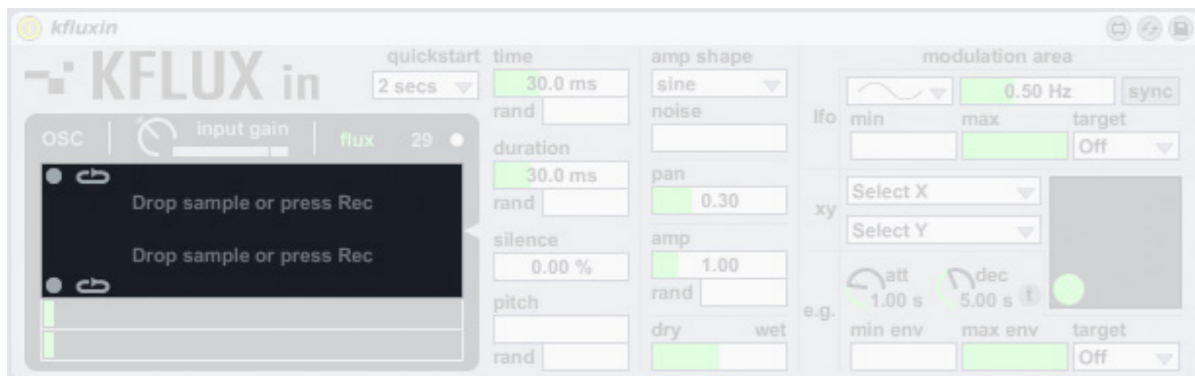 kfluxin
KFLUX in
quickstart
2 secs
OSC
input gain
flux 29
Drop sample or press Rec
Drop sample or press Rec
time
30.0 ms
rand
duration
30.0 ms
rand
silence
0.00 %
pitch
rand
amp shape
sine
noise
pan
0.30
amp
1.00
rand
dry wet
modulation area
lfo
0.50 Hz
sync
min max target
Off
xy
Select X
Select Y
e.g.
att dec
1.00 s 5.00 s t
min env max env target
Off